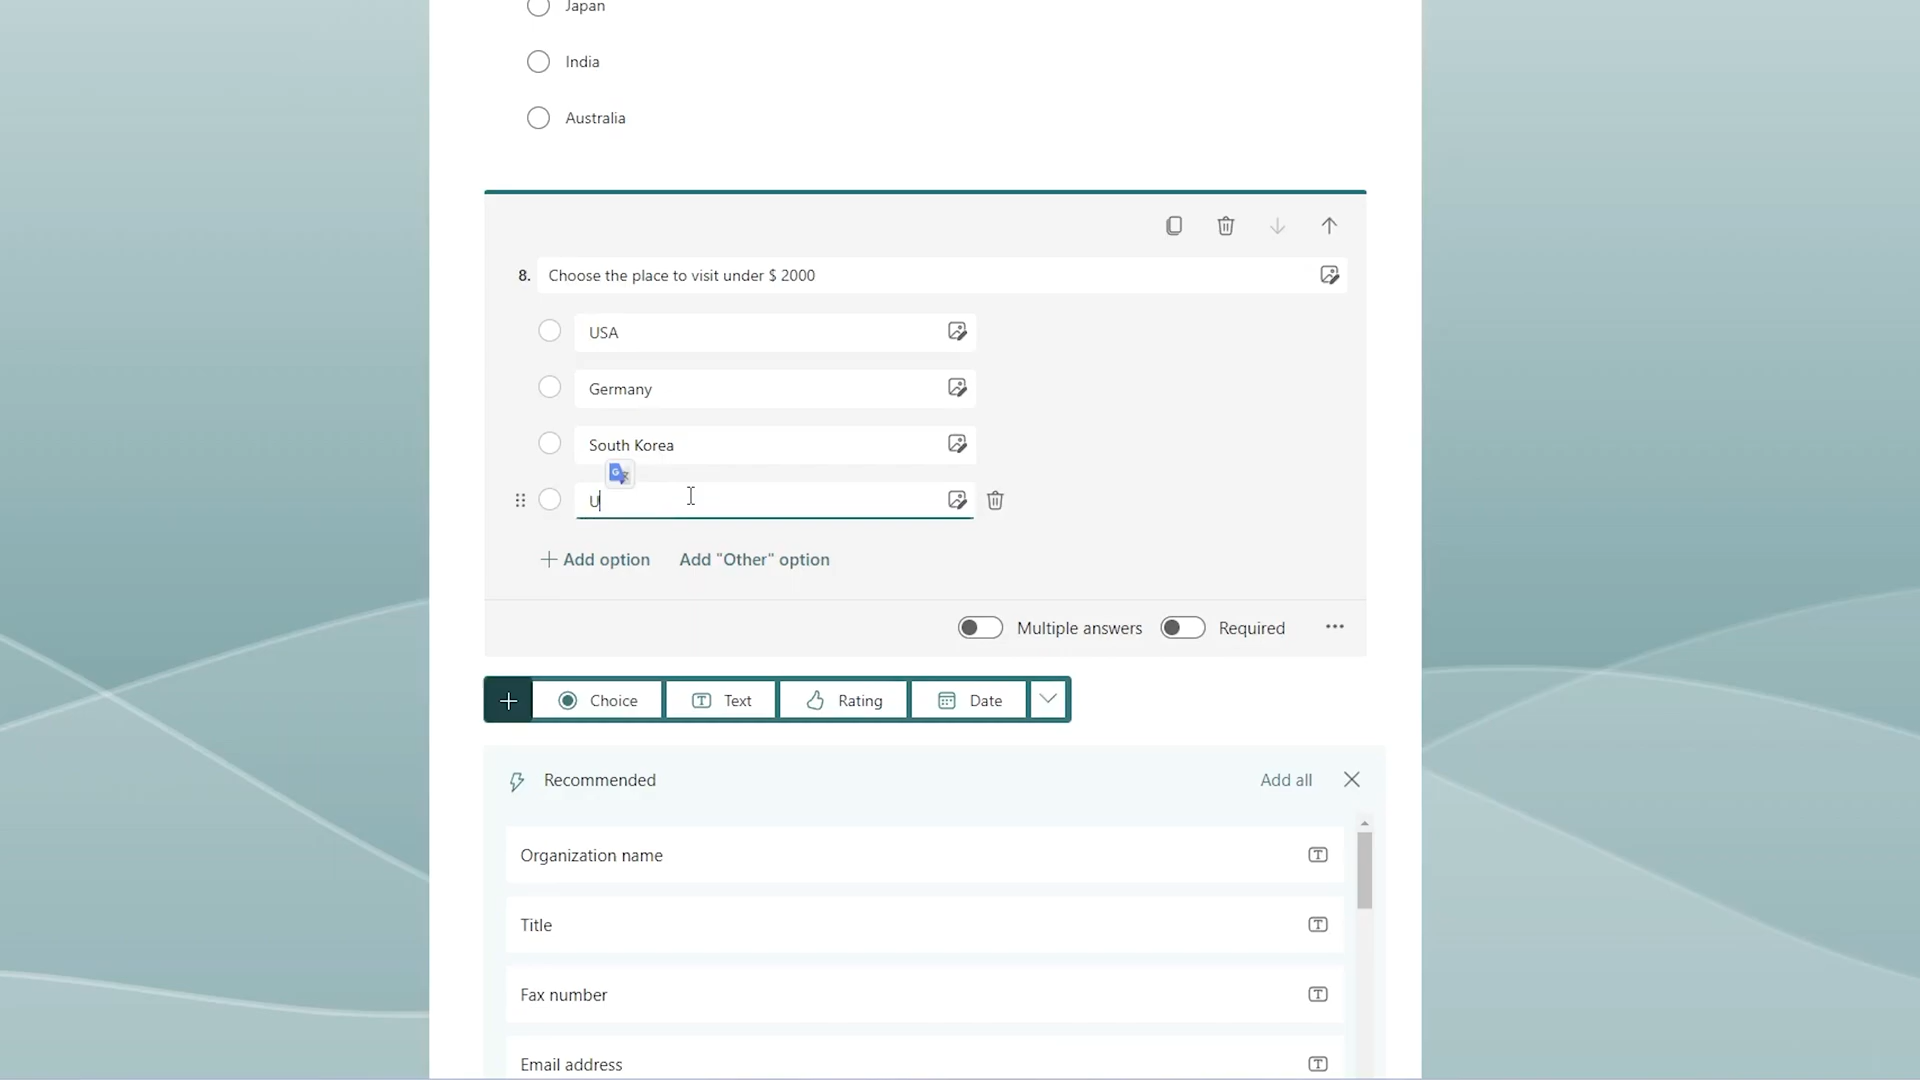 Japan
India
Australia
8. Choose the place to visit under $ 2000
USA
Germany
South Korea
U
Add option Add "Other" option
Multiple answers Required
Choice Text Rating Date
Recommended Add all
Organization name
Title
Fax number
Email address